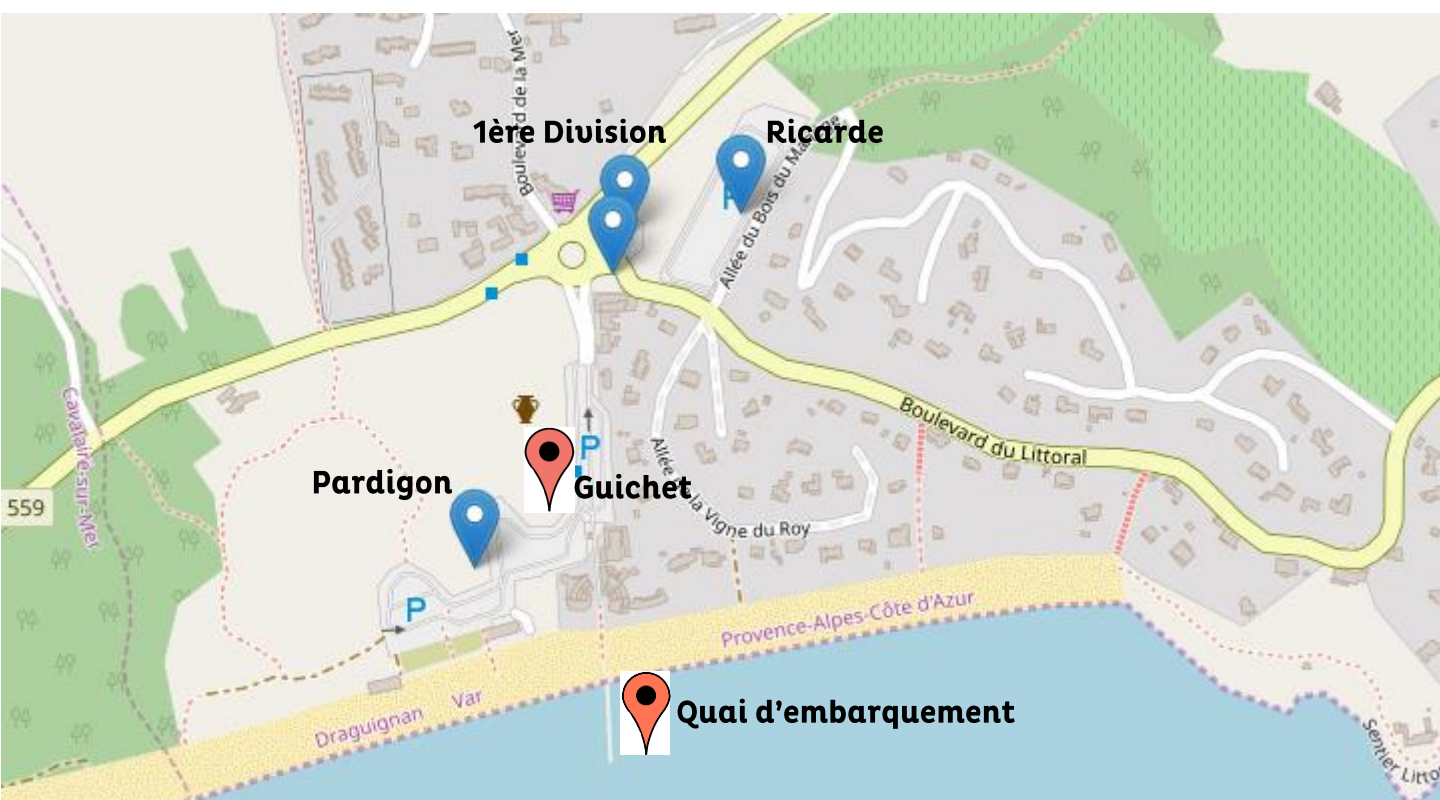 Boulevard de la Mer
1ère Division
Ricarde
P
Allée du Bois du
Boulevard du Littoral
Cavalaire-sur-Mer
559
P
Pardigon
Guichet
Allée de la Vigne du Roy
P
Provence-Alpes-Côte d'Azur
Draguignan
Var
Quai d'embarquement
Sentier Litto